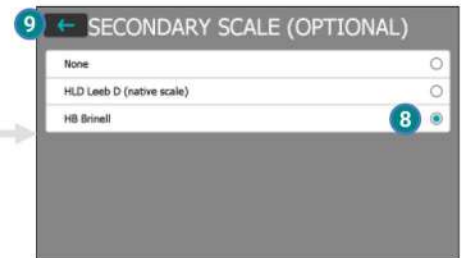 9 ← SECONDARY SCALE (OPTIONAL)
None
HLD Leeb D (native scale)
HB Brinell 8